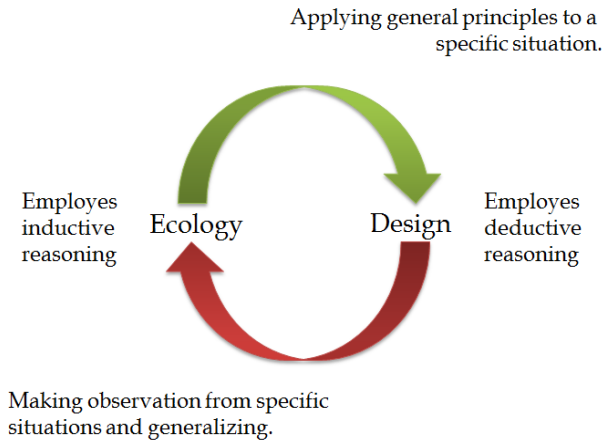 Applying general principles to a
specific situation.
Employes
inductive
reasoning
Ecology
Design
Employes
deductive
reasoning
Making observation from specific
situations and generalizing.